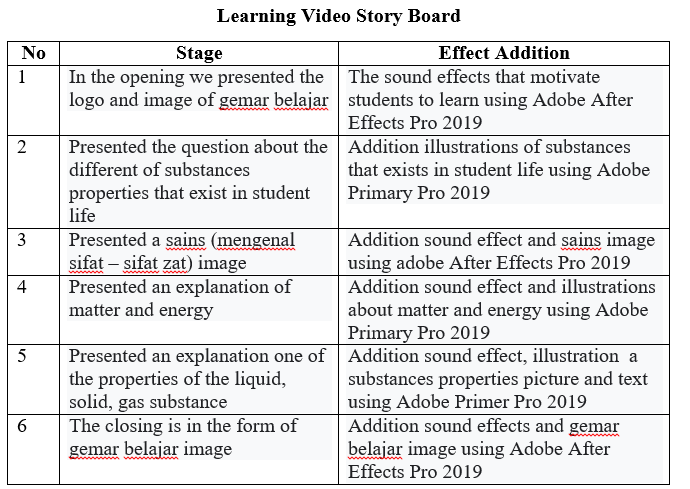 Learning Video Story Board
No Stage Effect Addition
1 In the opening we presented the The sound effects that motivate
logo and image of gemar belajar students to learn using Adobe After
Effects Pro 2019
2 Presented the question about the Addition illustrations of substances
different of substances that exists in student life using Adobe
properties that exist in student Primary Pro 2019
life
3 Presented a sains (mengenal Addition sound effect and sains image
sifat – sifat zat) image using adobe After Effects Pro 2019
4 Presented an explanation of Addition sound effect and illustrations
matter and energy about matter and energy using Adobe
Primary Pro 2019
5 Presented an explanation one of Addition sound effect, illustration a
the properties of the liquid, substances properties picture and text
solid, gas substance using Adobe Primer Pro 2019
6 The closing is in the form of Addition sound effects and gemar
gemar belajar image belajar image using Adobe After
Effects Pro 2019